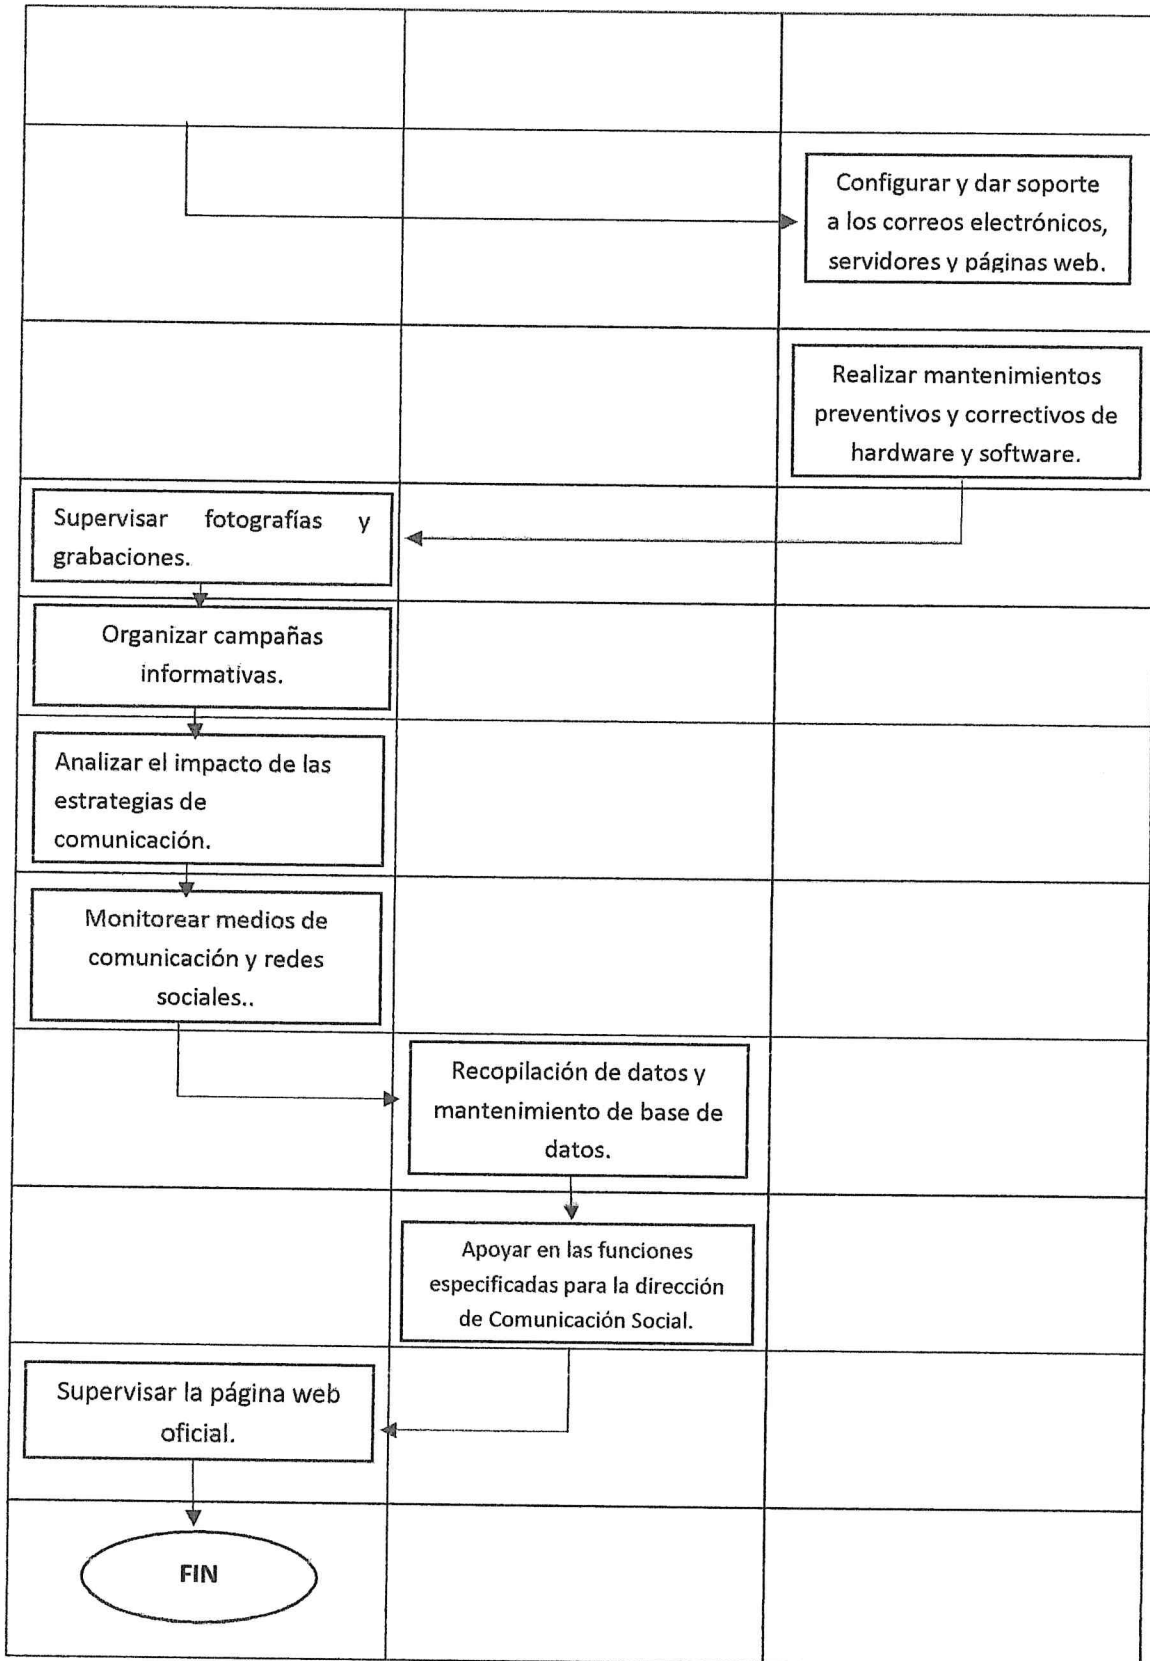 Configurar y dar soporte
a los correos electrónicos,
servidores y páginas web.
Realizar mantenimientos
preventivos y correctivos de
hardware y software.
Supervisar fotografías y
grabaciones.
Organizar campañas
informativas.
Analizar el impacto de las
estrategias de
comunicación.
Monitorear medios de
comunicación y redes
sociales..
Recopilación de datos y
mantenimiento de base de
datos.
Apoyar en las funciones
especificadas para la dirección
de Comunicación Social.
Supervisar la página web
oficial.
FIN